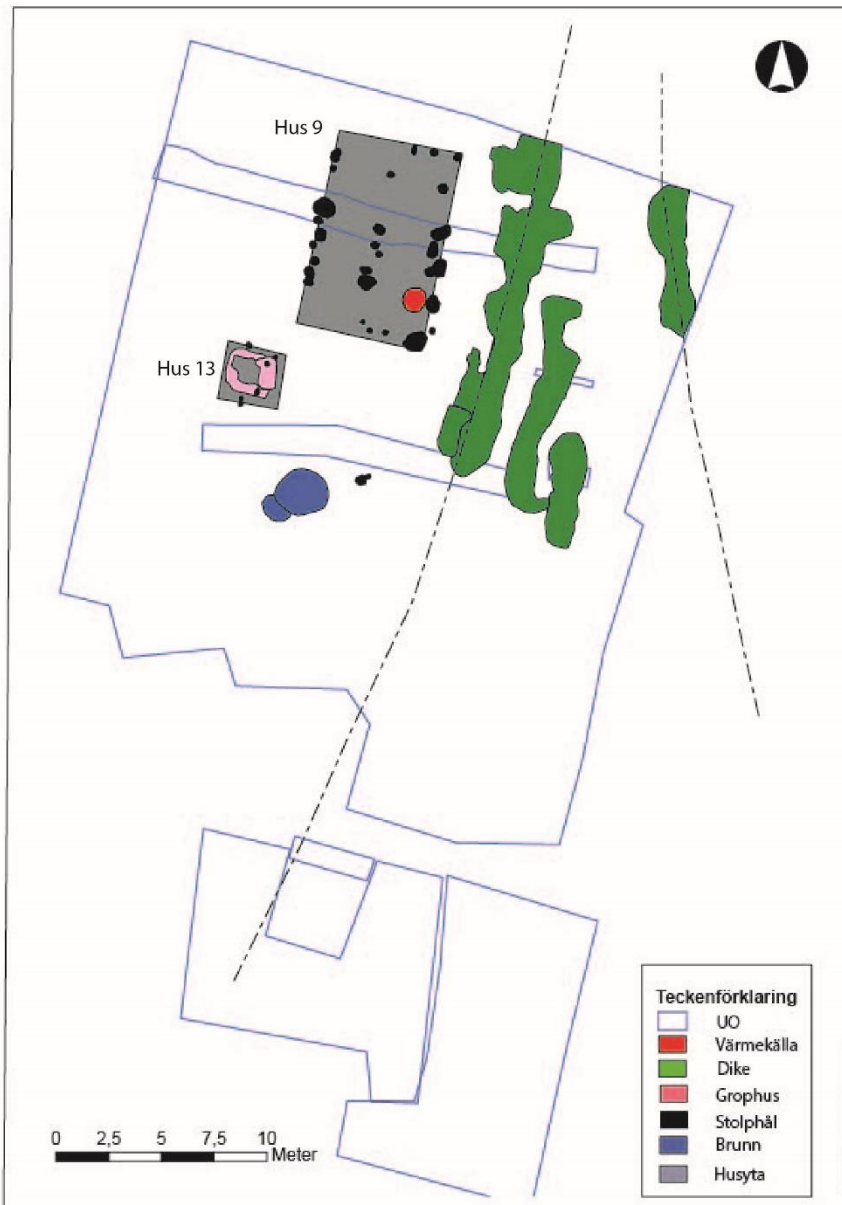 Hus 9
Hus 13
Teckenförklaring
UO
Värmekälla
Dike
Grophus
Stolphål
Brunn
Husyta
0 2,5 5 7,5 10
Meter